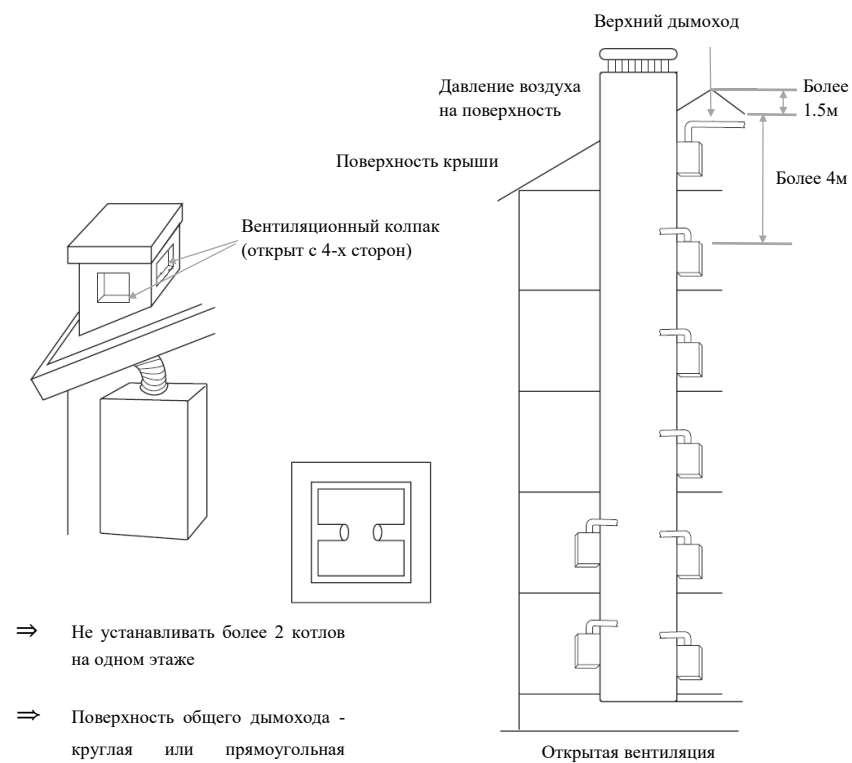 Верхний дымоход
Давление воздуха
на поверхность
Более
1.5м
Поверхность крыши
Более 4м
Вентиляционный колпак
(открыт с 4-х сторон)
⇒ Не устанавливать более 2 котлов
на одном этаже
⇒ Поверхность общего дымохода -
круглая или прямоугольная
Открытая вентиляция